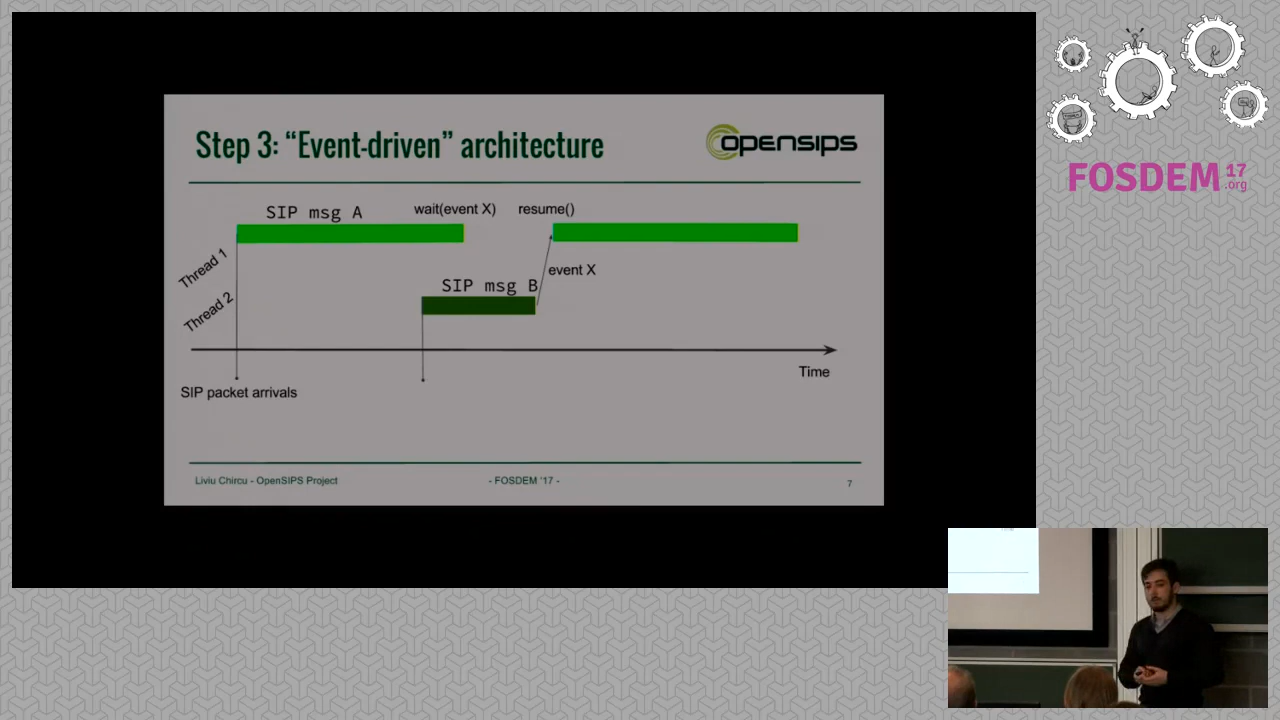 Step 3: “Event-driven” architecture
opensips
SIP msg A
wait(event X)
resume()
Thread 1
event X
SIP msg B
Thread 2
Time
SIP packet arrivals
Liviu Chircu - OpenSIPS Project
- FOSDEM '17 -
7
FOSDEM 17
.org